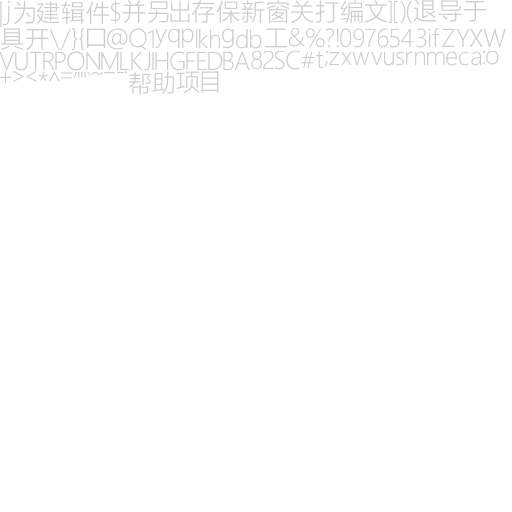 |j为建辑件$并另出存保新窗关打编文][)(退导于
具开\/}{口@Q1yqplkhgdb工&%?!0976543ifZYXW
VUTRPONMLKJIHGFEDBA82SC#t;zxwvusrnmeca:o
+><*^="'~
帮助项目